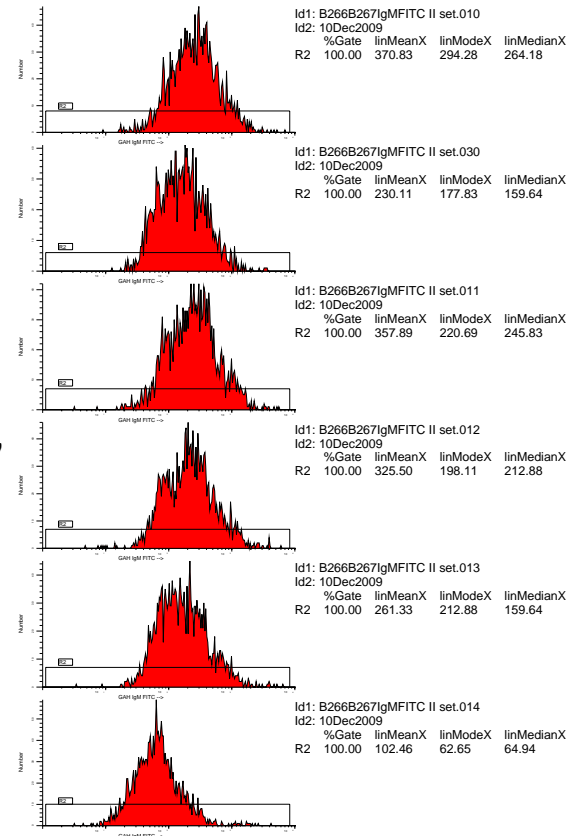 Id1: B266B267IgMFITC II set.010
Id2: 10Dec2009
%Gate linMeanX linModeX linMedianX
R2 100.00 370.83 294.28 264.18
Number
R2
GAH IgM FITC -->
Id1: B266B267IgMFITC II set.030
Id2: 10Dec2009
%Gate linMeanX linModeX linMedianX
R2 100.00 230.11 177.83 159.64
Number
R2
GAH IgM FITC -->
Id1: B266B267IgMFITC II set.011
Id2: 10Dec2009
%Gate linMeanX linModeX linMedianX
R2 100.00 357.89 220.69 245.83
Number
R2
GAH IgM FITC -->
Id1: B266B267IgMFITC II set.012
Id2: 10Dec2009
%Gate linMeanX linModeX linMedianX
R2 100.00 325.50 198.11 212.88
Number
R2
GAH IgM FITC -->
Id1: B266B267IgMFITC II set.013
Id2: 10Dec2009
%Gate linMeanX linModeX linMedianX
R2 100.00 261.33 212.88 159.64
Number
R2
GAH IgM FITC -->
Id1: B266B267IgMFITC II set.014
Id2: 10Dec2009
%Gate linMeanX linModeX linMedianX
R2 100.00 102.46 62.65 64.94
Number
R2
GAH IgM FITC -->